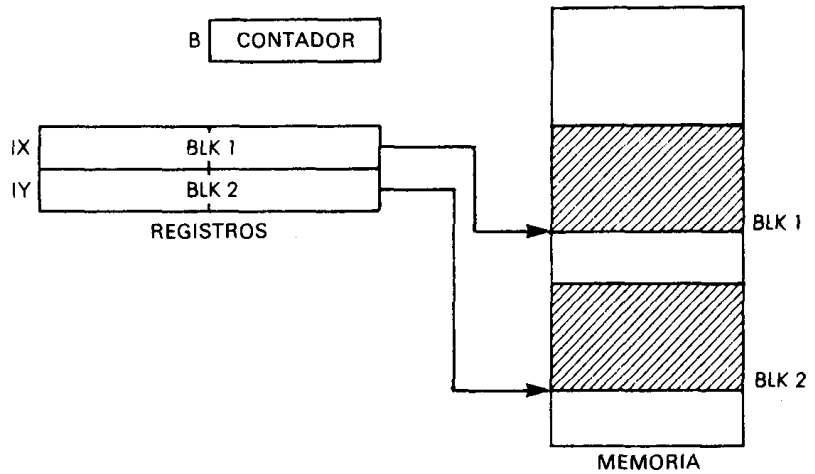 B CONTADOR
IX BLK 1
IY BLK 2
REGISTROS
BLK 1
BLK 2
MEMORIA